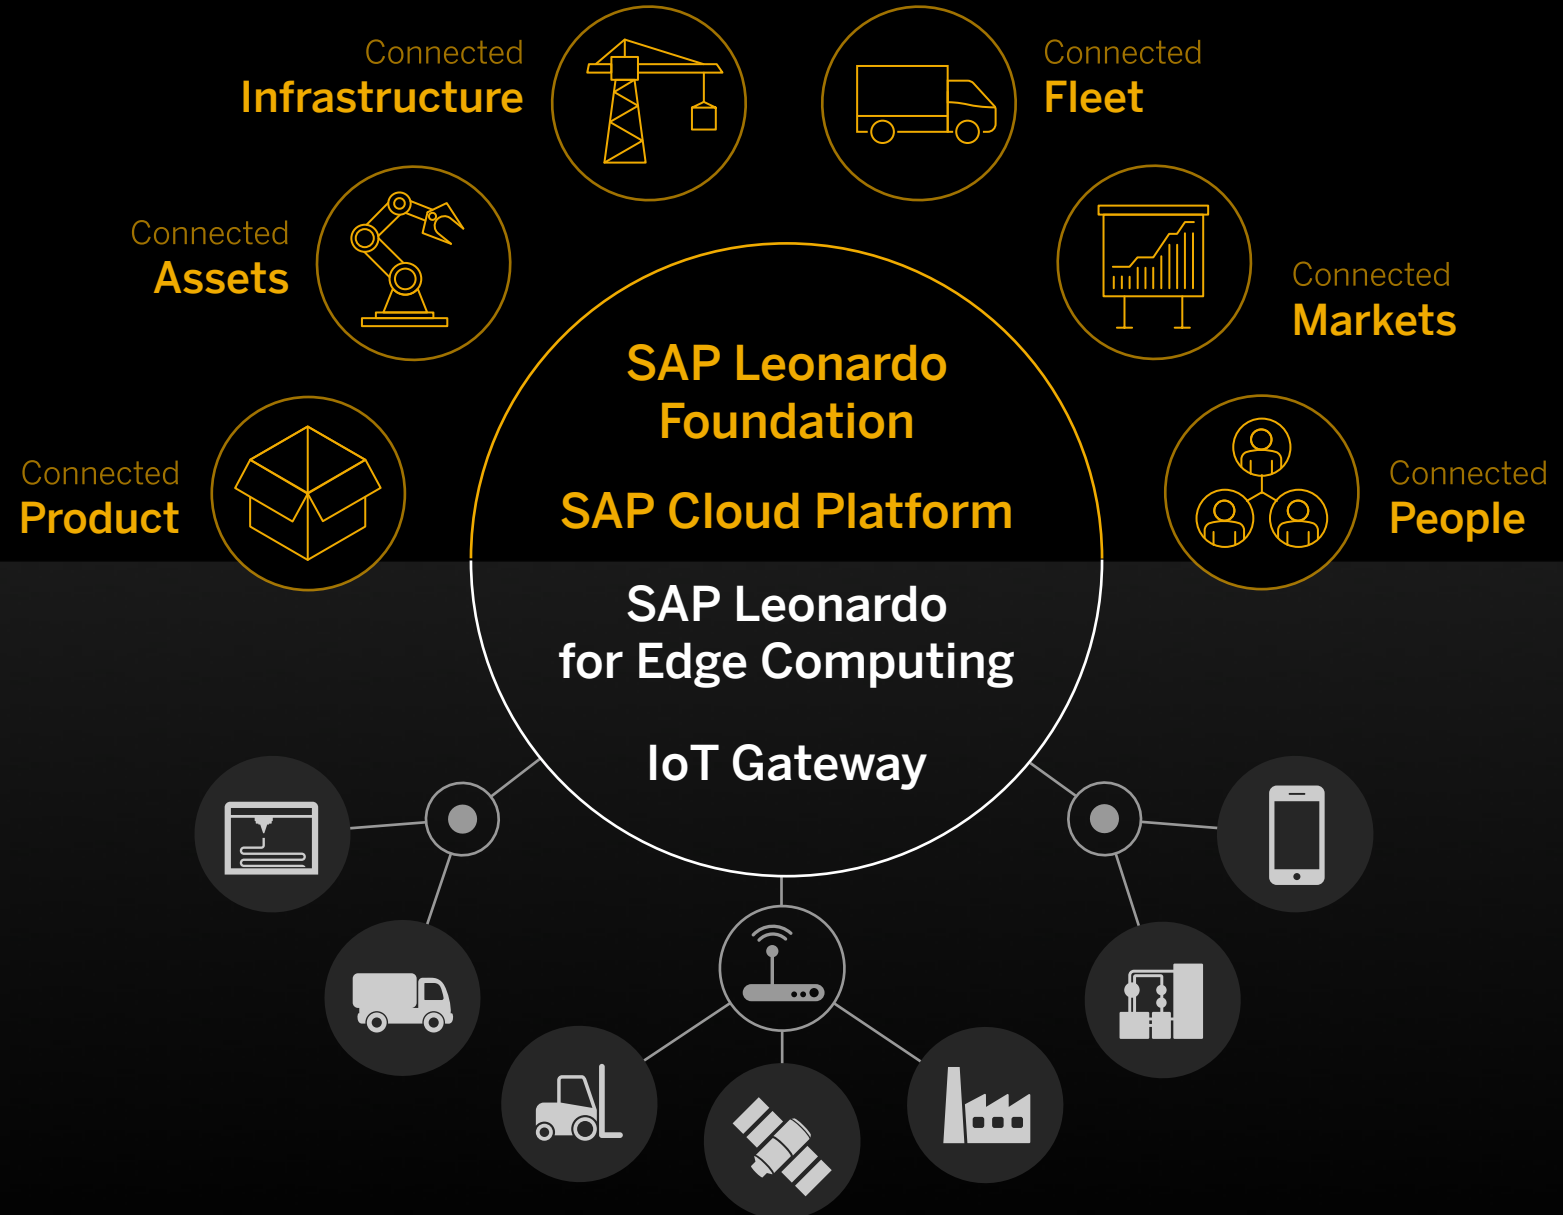 Connected
Infrastructure
Connected
Fleet
Connected
Assets
Connected
Markets
Connected
Product
Connected
People
SAP Leonardo
Foundation
SAP Cloud Platform
SAP Leonardo
for Edge Computing
IoT Gateway